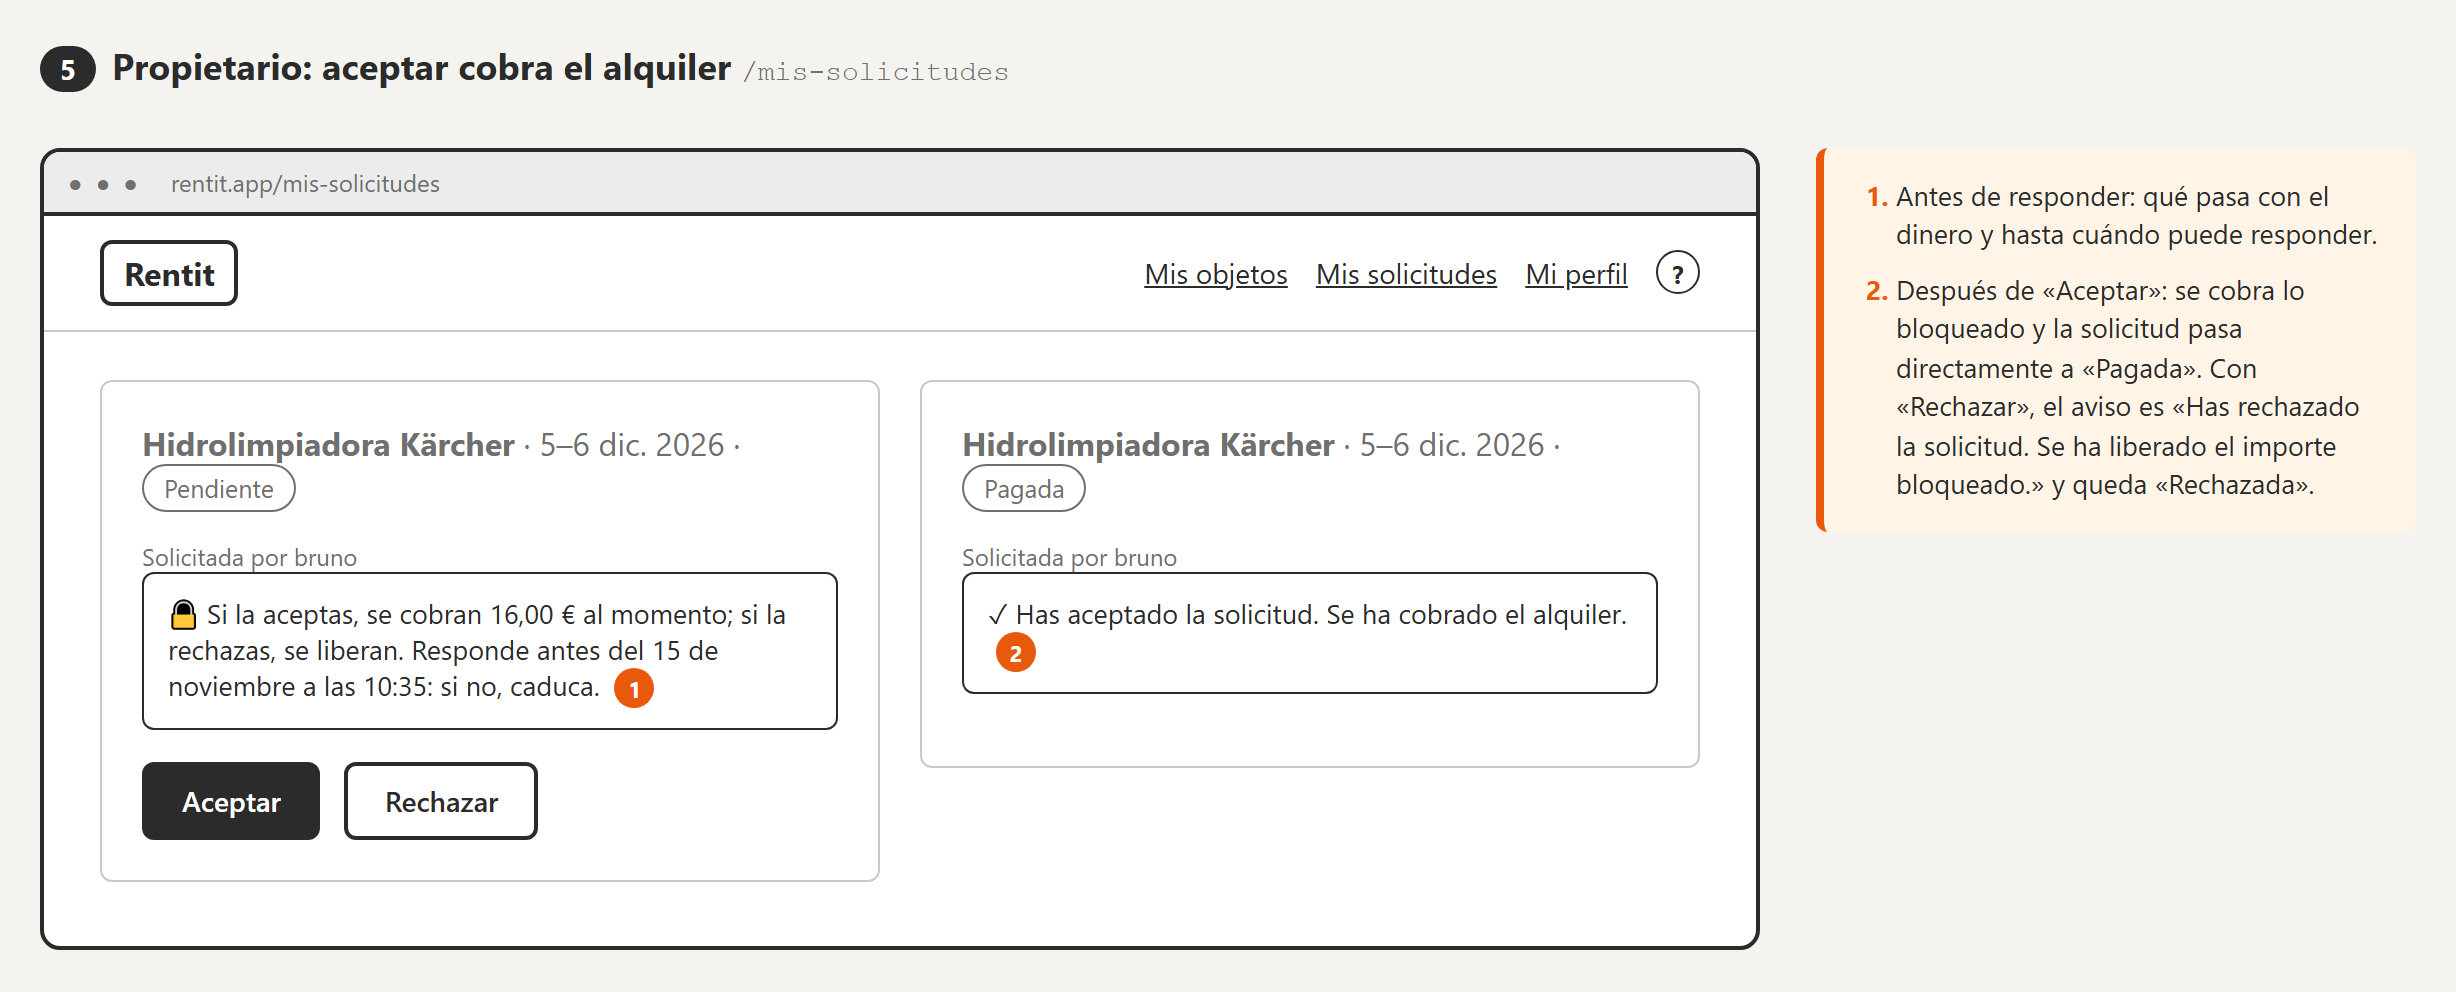 5 Propietario: aceptar cobra el alquiler /mis-solicitudes
rentit.app/mis-solicitudes
Rentit
Mis objetos Mis solicitudes Mi perfil ?
Hidrolimpiadora Kärcher · 5–6 dic. 2026 ·
Pendiente
Solicitada por bruno
🔒 Si la aceptas, se cobran 16,00 € al momento; si la
rechazas, se liberan. Responde antes del 15 de
noviembre a las 10:35: si no, caduca. 1
Aceptar Rechazar
Hidrolimpiadora Kärcher · 5–6 dic. 2026 ·
Pagada
Solicitada por bruno
✓ Has aceptado la solicitud. Se ha cobrado el alquiler.
2
1. Antes de responder: qué pasa con el
dinero y hasta cuándo puede responder.
2. Después de «Aceptar»: se cobra lo
bloqueado y la solicitud pasa
directamente a «Pagada». Con
«Rechazar», el aviso es «Has rechazado
la solicitud. Se ha liberado el importe
bloqueado.» y queda «Rechazada».